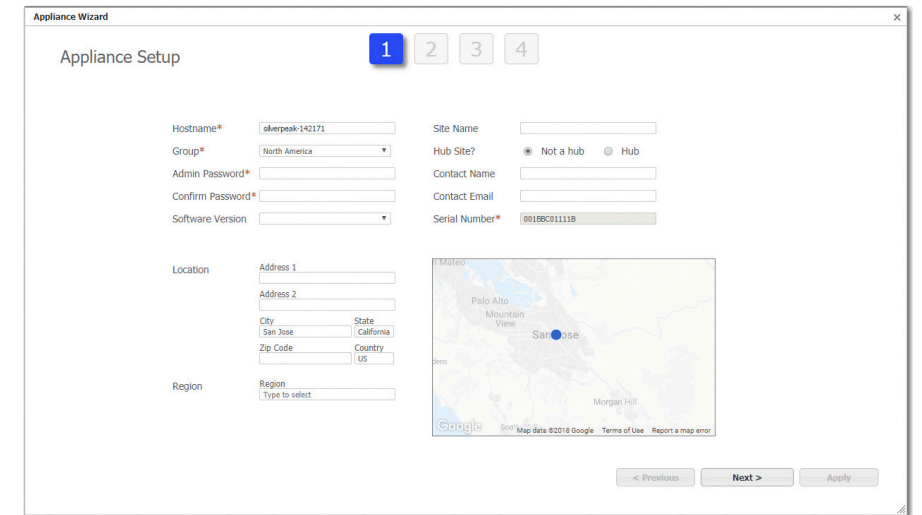 Appliance Wizard
×
Appliance Setup
1 2 3 4
Hostname* silverpeak-142171
Group* North America
Admin Password*
Confirm Password*
Software Version
Site Name
Hub Site? Not a hub Hub
Contact Name
Contact Email
Serial Number* 001BBC01111B
Location
Address 1
Address 2
City State
San Jose California
Zip Code Country
US
Region Region
Type to select
n Mateo
Palo Alto
Mountain
View
San Jose
dero
Morgan Hill
Google
Map data ©2018 Google Terms of Use Report a map error
< Previous Next > Apply